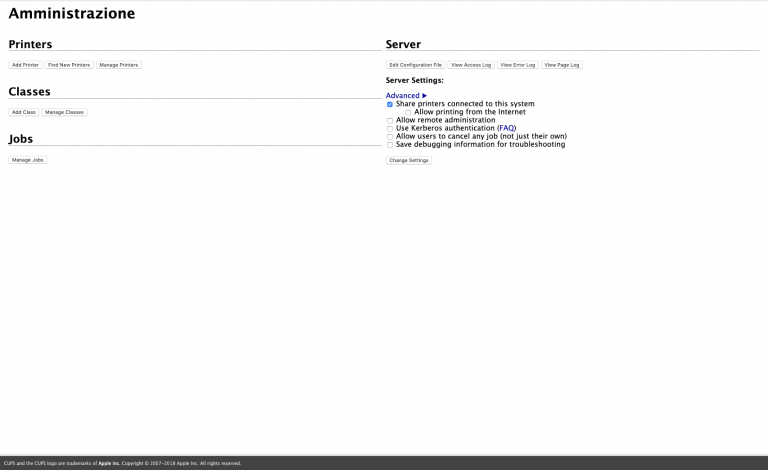 Amministrazione
Printers
Add Printer Find New Printers Manage Printers
Classes
Add Class Manage Classes
Jobs
Manage Jobs
Server
Edit Configuration File View Access Log View Error Log View Page Log
Server Settings:
Advanced ▶
Share printers connected to this system
Allow printing from the Internet
Allow remote administration
Use Kerberos authentication (FAQ)
Allow users to cancel any job (not just their own)
Save debugging information for troubleshooting
Change Settings
CUPS and the CUPS logo are trademarks of Apple Inc. Copyright © 2007-2018 Apple Inc. All rights reserved.